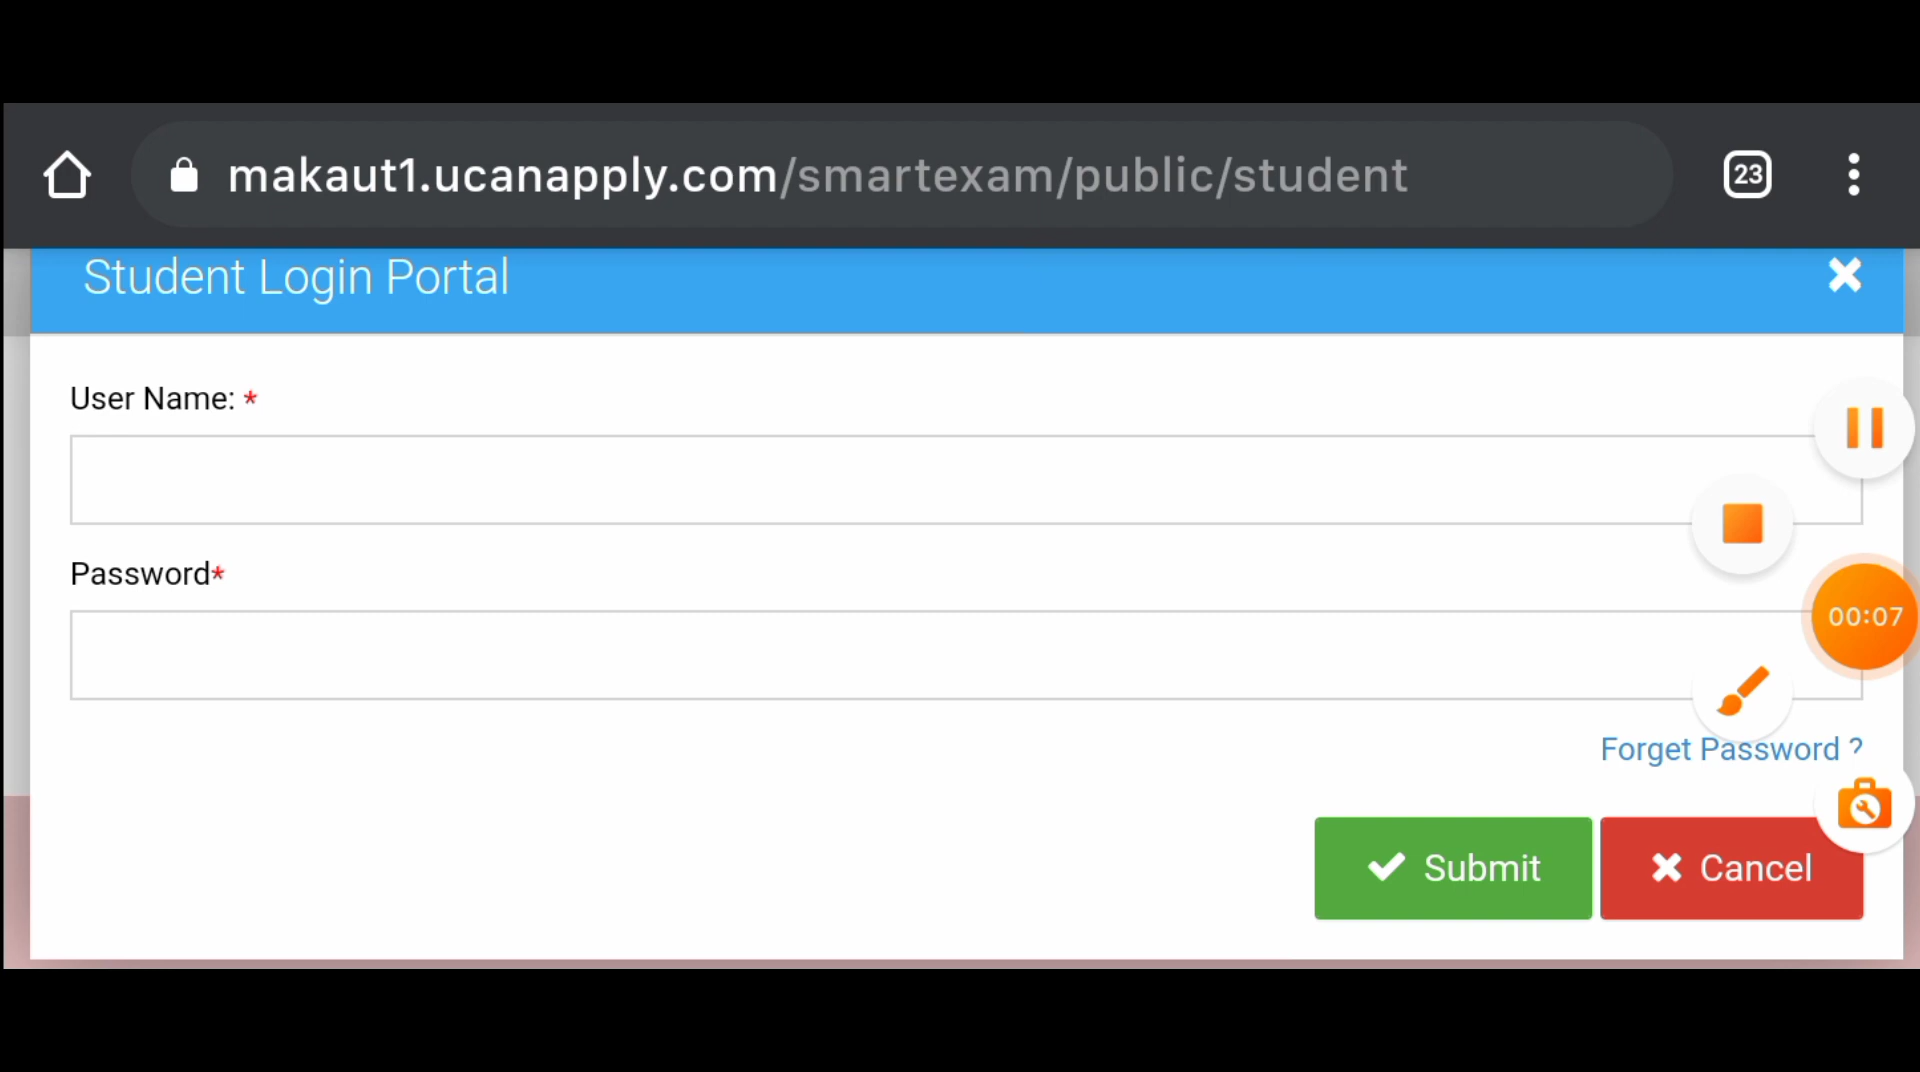 makaut1.ucanapply.com/smartexam/public/student
23
Student Login Portal
User Name: *
Password*
00:07
Forget Password ?
Submit
Cancel